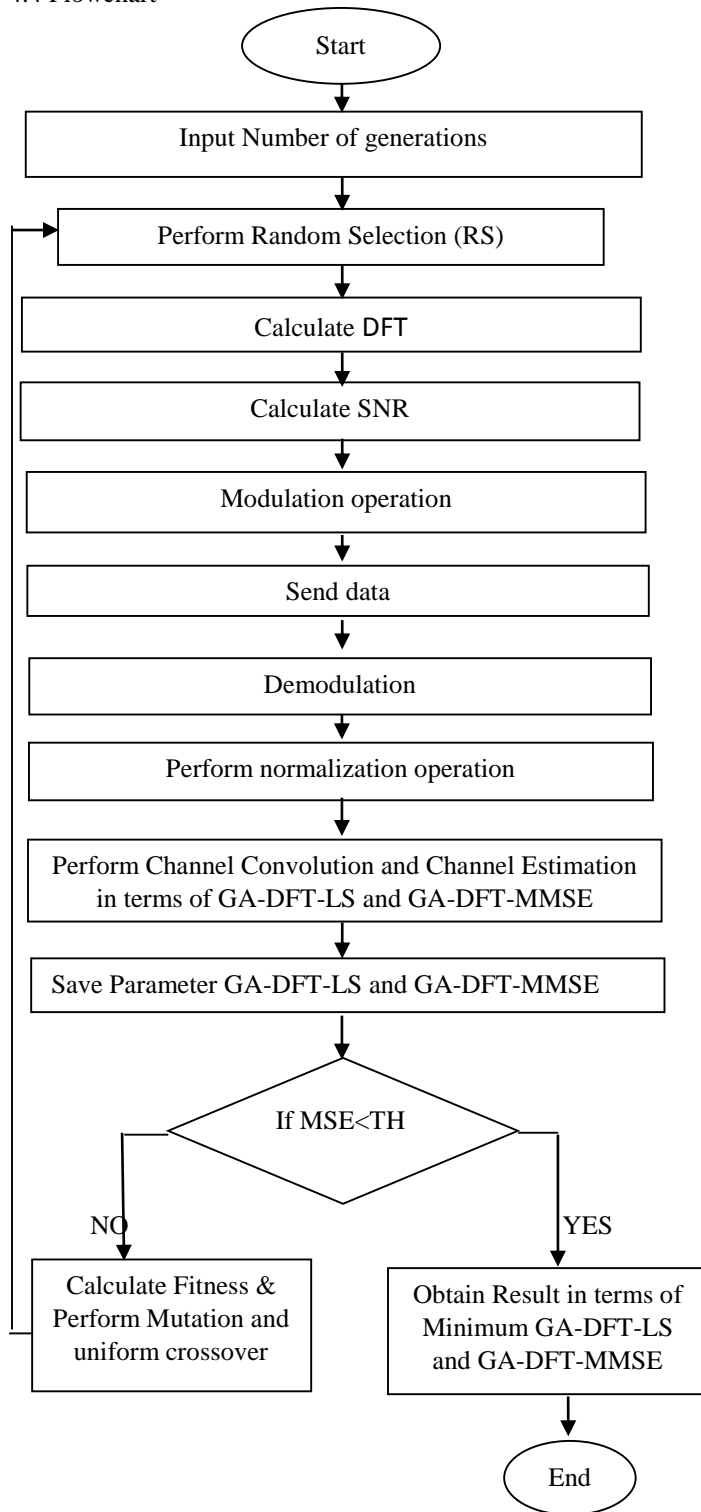 4.4 Flowchart
Start
Input Number of generations
Perform Random Selection (RS)
Calculate DFT
Calculate SNR
Modulation operation
Send data
Demodulation
Perform normalization operation
Perform Channel Convolution and Channel Estimation
in terms of GA-DFT-LS and GA-DFT-MMSE
Save Parameter GA-DFT-LS and GA-DFT-MMSE
If MSE<TH
NO
YES
Calculate Fitness &
Perform Mutation and
uniform crossover
Obtain Result in terms of
Minimum GA-DFT-LS
and GA-DFT-MMSE
End